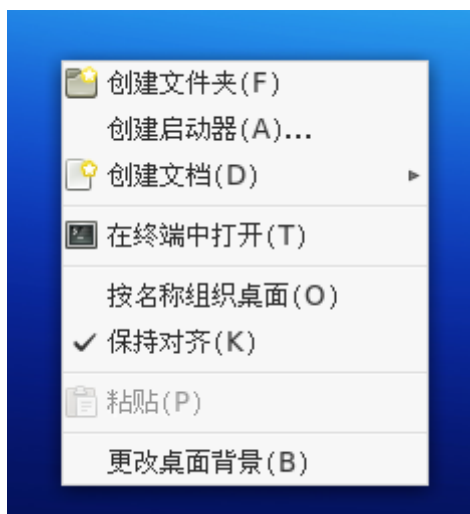 创建文件夹(F)
创建启动器(A)...
创建文档(D)
在终端中打开(T)
按名称组织桌面(O)
保持对齐(K)
粘贴(P)
更改桌面背景(B)